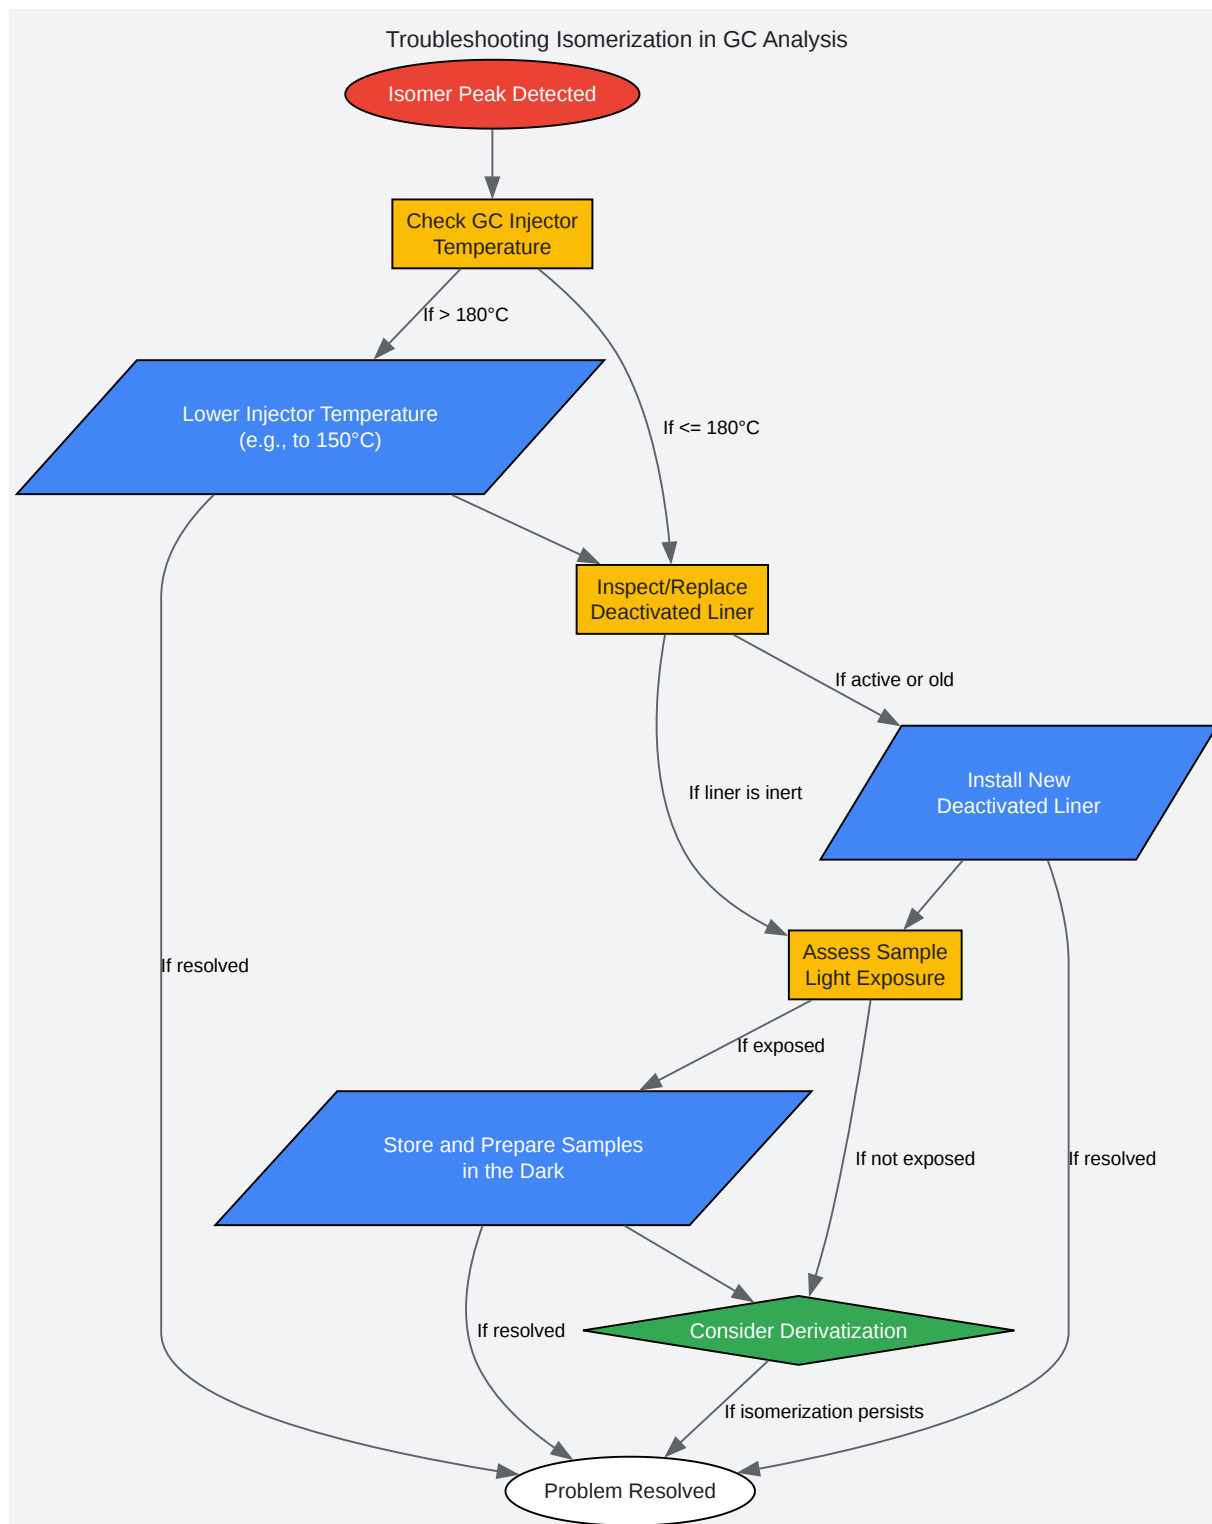 Troubleshooting Isomerization in GC Analysis
Isomer Peak Detected
Check GC Injector
Temperature
If > 180°C
Lower Injector Temperature
(e.g., to 150°C)
If <= 180°C
Inspect/Replace
Deactivated Liner
If active or old
Install New
Deactivated Liner
If liner is inert
Assess Sample
Light Exposure
If resolved
If exposed
Store and Prepare Samples
in the Dark
If not exposed
If resolved
If resolved
Consider Derivatization
If isomerization persists
Problem Resolved